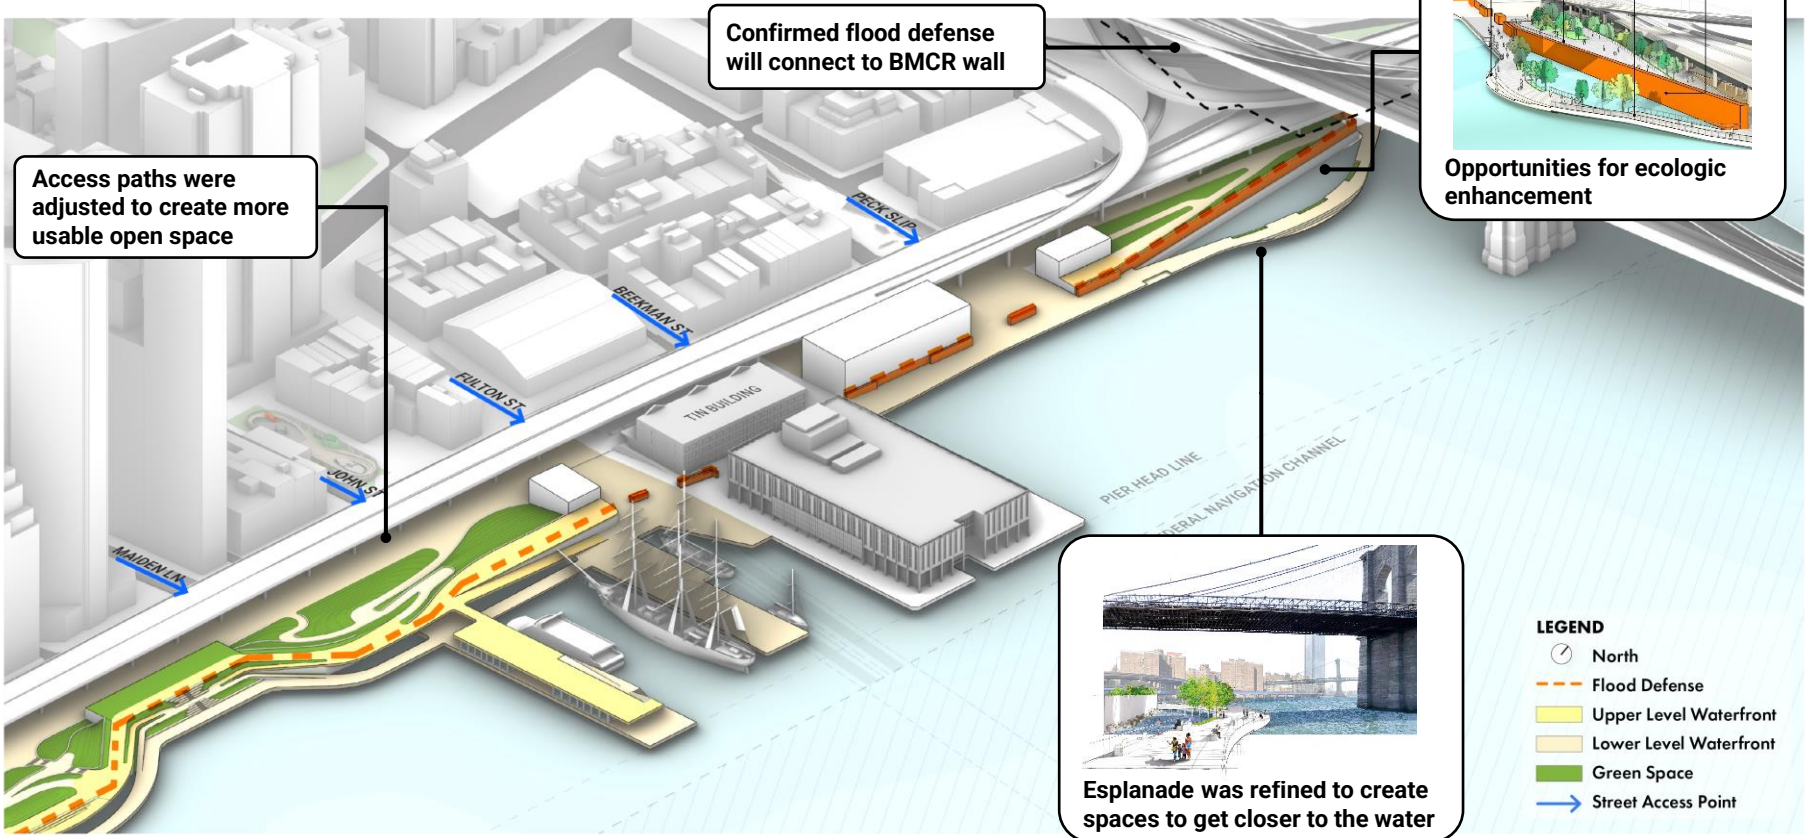 Confirmed flood defense
will connect to BMCR wall
Opportunities for ecologic
enhancement
Access paths were
adjusted to create more
usable open space
PECK SLIP
BEEKMAN ST
FULTON ST
JOHN ST
MAIDEN LN
TIN BUILDING
PIER HEAD LINE
NAVIGATION CHANNEL
Esplanade was refined to create
spaces to get closer to the water
LEGEND
North
Flood Defense
Upper Level Waterfront
Lower Level Waterfront
Green Space
Street Access Point